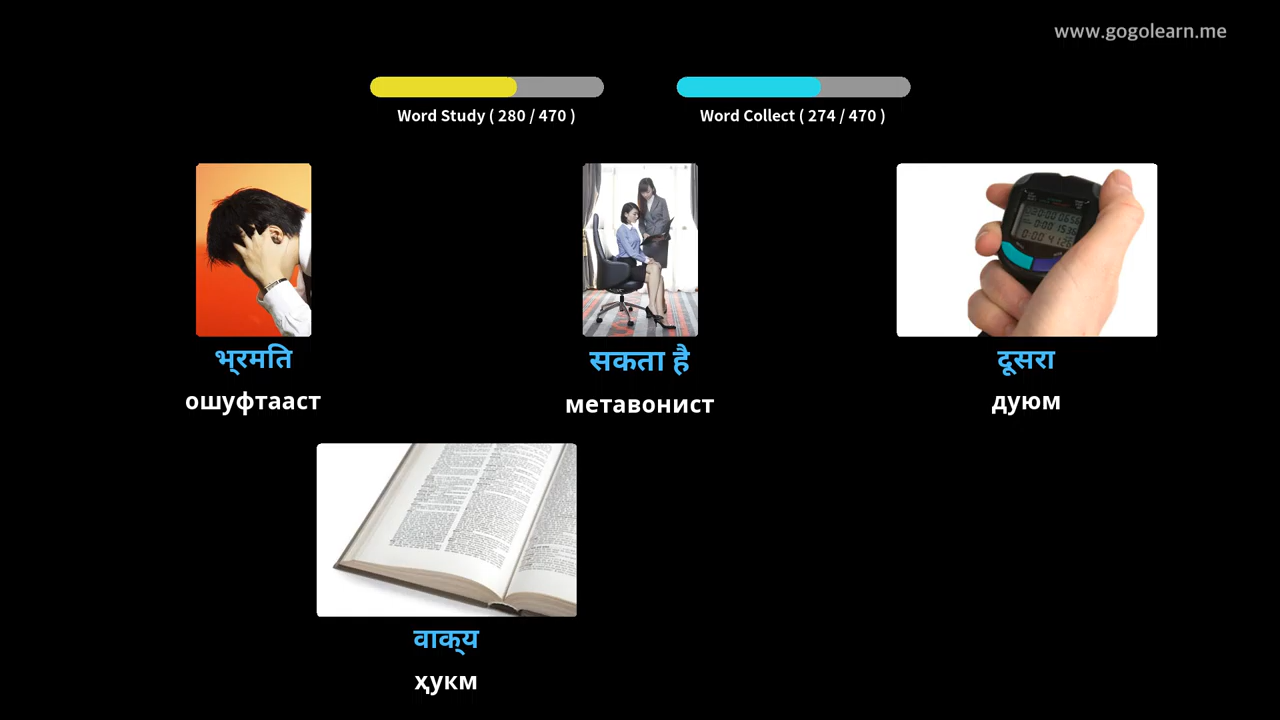 www.gogolearn.me
Word Study ( 280 / 470 )
Word Collect ( 274 / 470 )
भ्रमति
ошуфтааст
सकता है
метавонист
दूसरा
дуюм
वाक्य
ҳукм